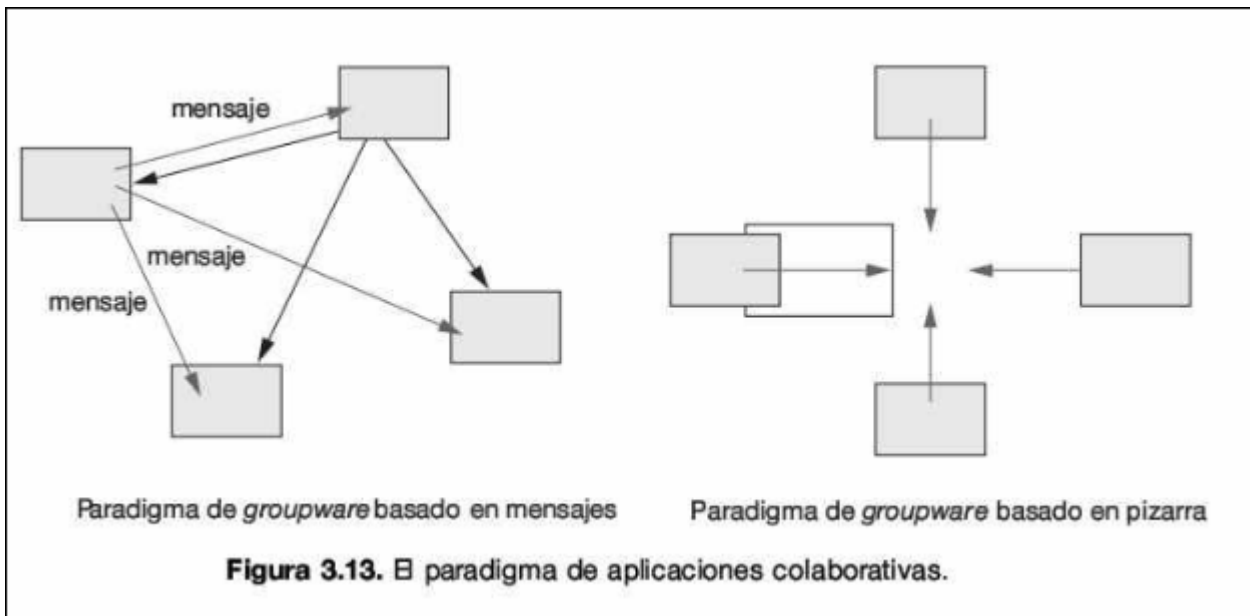 mensaje
mensaje
mensaje
Paradigma de groupware basado en mensajes
Paradigma de groupware basado en pizarra
Figura 3.13. El paradigma de aplicaciones colaborativas.